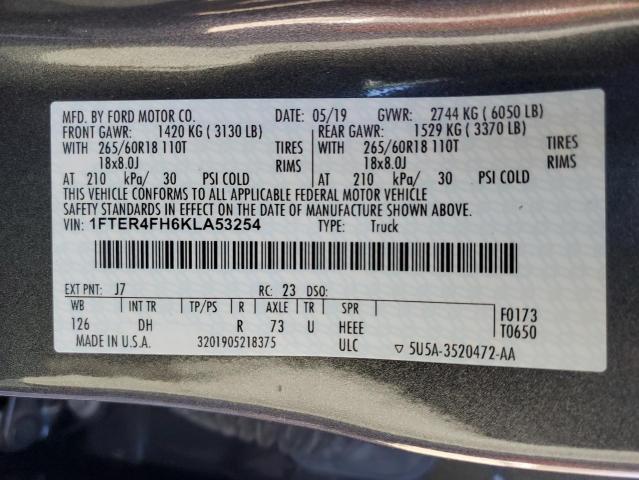 MFD. BY FORD MOTOR CO. DATE: 05/19 GVWR: 2744 KG ( 6050 LB)
FRONT GAWR: 1420 KG ( 3130 LB) REAR GAWR: 1529 KG ( 3370 LB)
WITH 265/60R18 110T TIRES WITH 265/60R18 110T TIRES
18x8.0J RIMS 18x8.0J RIMS
AT 210 kPa/ 30 PSI COLD AT 210 kPa/ 30 PSI COLD
THIS VEHICLE CONFORMS TO ALL APPLICABLE FEDERAL MOTOR VEHICLE
SAFETY STANDARDS IN EFFECT ON THE DATE OF MANUFACTURE SHOWN ABOVE.
VIN: 1FTER4FH6KLA53254 TYPE: Truck
EXT PNT: J7 RC: 23 DSO:
WB INT TR TP/PS R AXLE TR SPR F0173
126 DH R 73 U HEEE T0650
MADE IN U.S.A. 3201905218375 ULC ▽ 5U5A-3520472-AA